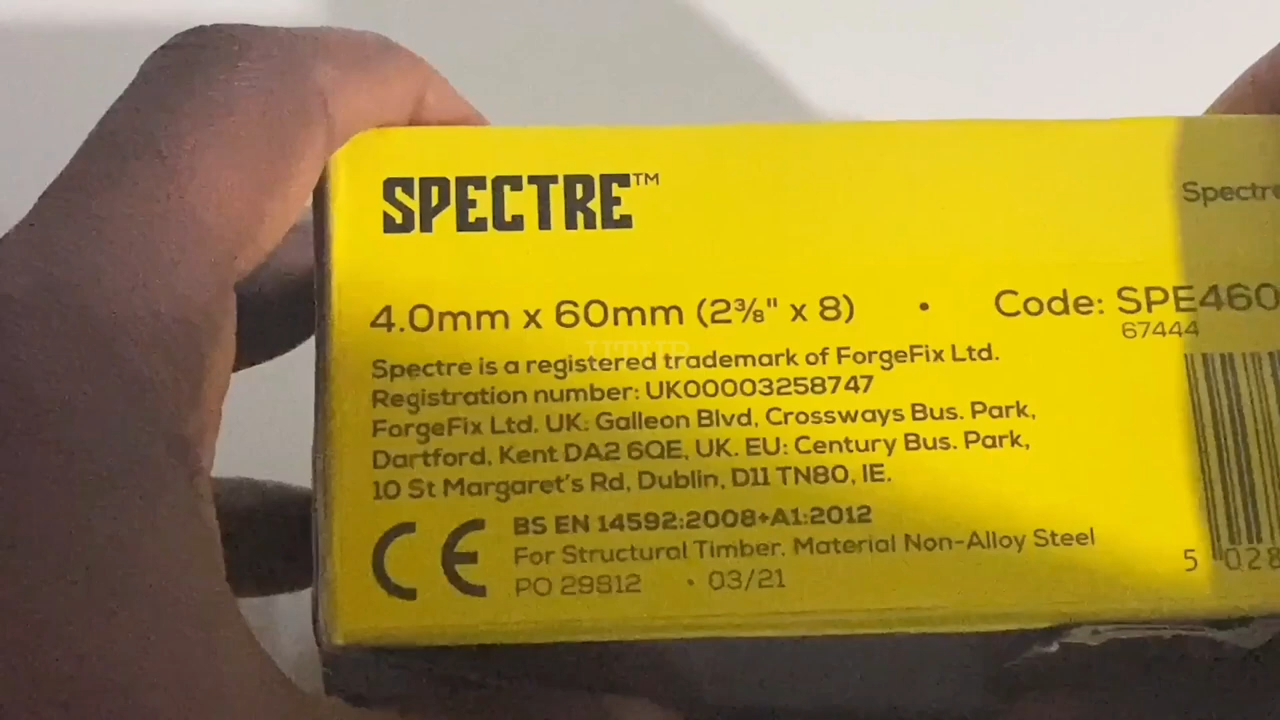 SPECTRE™
Spectre
4.0mm x 60mm (2⅜" x 8) • Code: SPE460
67444
Spectre is a registered trademark of ForgeFix Ltd.
Registration number: UK00003258747
ForgeFix Ltd. UK: Galleon Blvd, Crossways Bus. Park,
Dartford, Kent DA2 6QE, UK. EU: Century Bus. Park,
10 St Margaret's Rd, Dublin, D11 TN80, IE.
CE
BS EN 14592:2008+A1:2012
For Structural Timber. Material Non-Alloy Steel
PO 29812 • 03/21
5 028